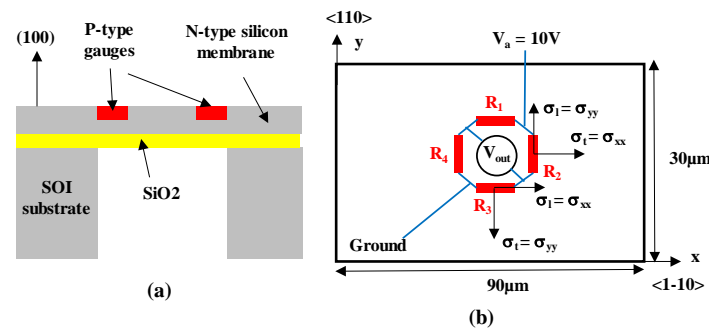 (100)
P-type
gauges
N-type silicon
membrane
SOI
substrate
SiO2
(a)
<110>
y
Vₐ = 10V
R₁
σₗ= σyy
σₜ= σxx
R₄
Vout
R₂
R₃
σₗ= σxx
σₜ= σyy
Ground
30µm
x
90µm
<1-10>
(b)